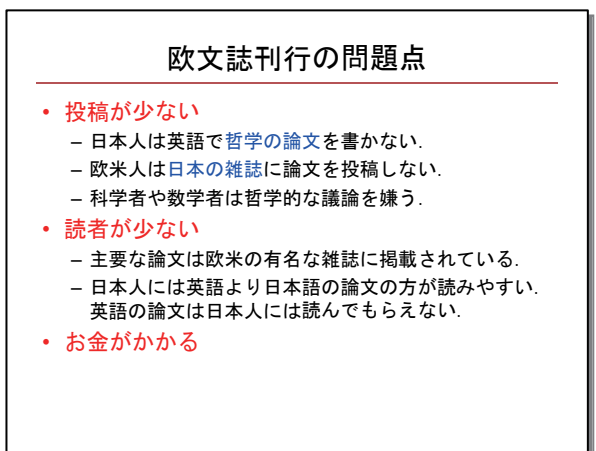 欧文誌刊行の問題点
• 投稿が少ない
– 日本人は英語で哲学の論文を書かない.
– 欧米人は日本の雑誌に論文を投稿しない.
– 科学者や数学者は哲学的な議論を嫌う.
• 読者が少ない
– 主要な論文は欧米の有名な雑誌に掲載されている.
– 日本人には英語より日本語の論文の方が読みやすい.
英語の論文は日本人には読んでもらえない.
• お金がかかる